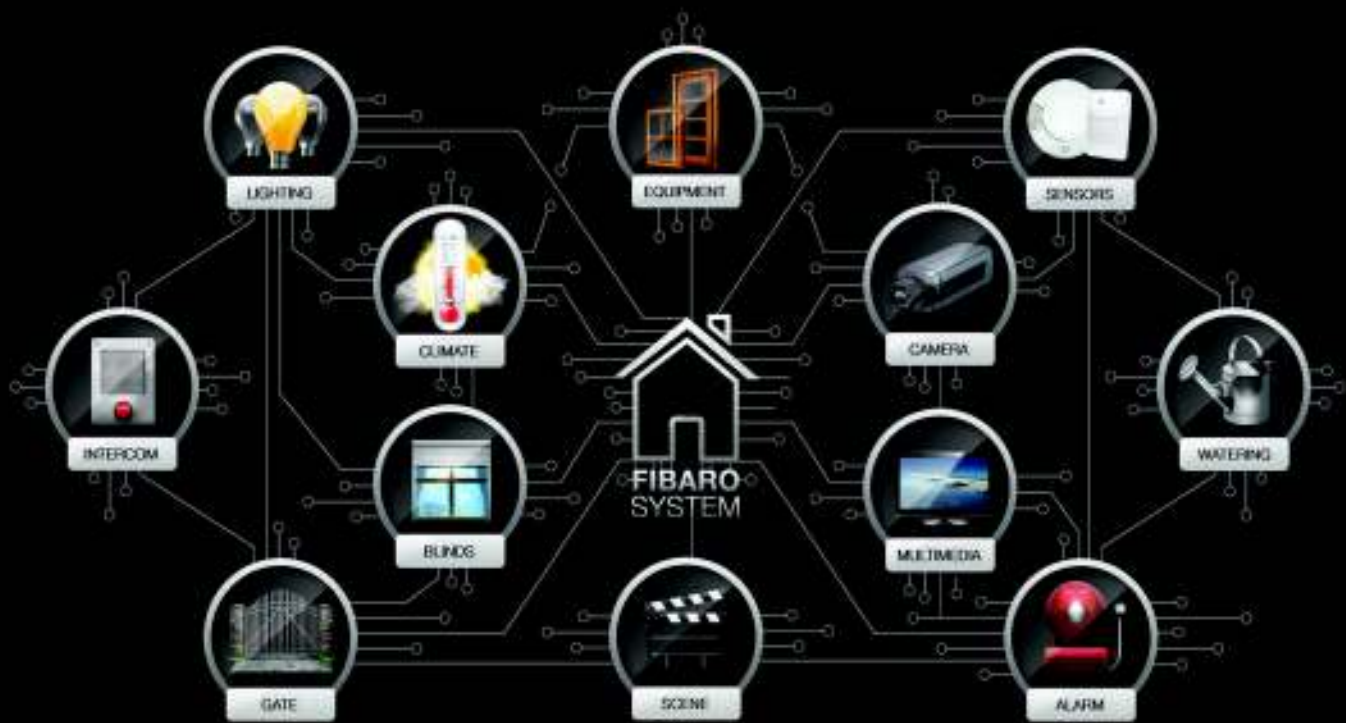 LIGHTING
EQUIPMENT
SENSORS
CLIMATE
CAMERA
INTERCOM
WATERING
FIBARO
SYSTEM
BLINDS
MULTIMEDIA
GATE
SCENE
ALARM